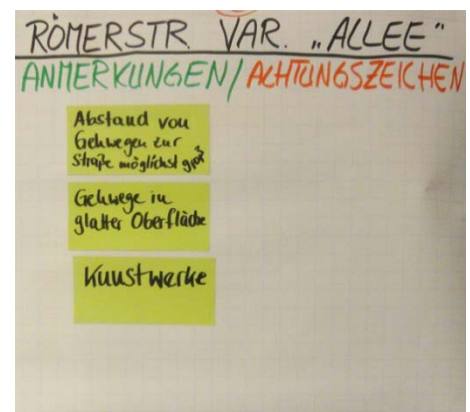 RÖMERSTR. VAR. „ALLEE“
ANMERKUNGEN/ACHTUNGSZEICHEN
Abstand von
Gehwegen zur
Straße möglichst groß
Gehwege in
glatter Oberfläche
Kunstwerke